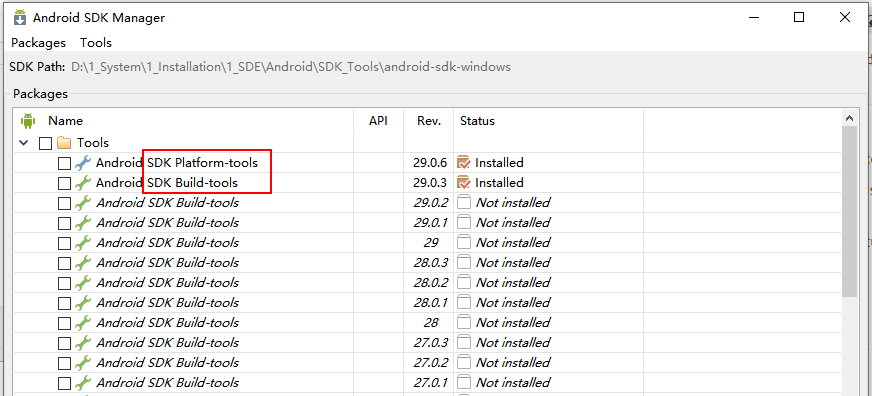 Android SDK Manager
Packages Tools
SDK Path: D:\1_System\1_Installation\1_SDE\Android\SDK_Tools\android-sdk-windows
Packages
Name API Rev. Status
Tools
Android SDK Platform-tools 29.0.6 Installed
Android SDK Build-tools 29.0.3 Installed
Android SDK Build-tools 29.0.2 Not installed
Android SDK Build-tools 29.0.1 Not installed
Android SDK Build-tools 29 Not installed
Android SDK Build-tools 28.0.3 Not installed
Android SDK Build-tools 28.0.2 Not installed
Android SDK Build-tools 28.0.1 Not installed
Android SDK Build-tools 28 Not installed
Android SDK Build-tools 27.0.3 Not installed
Android SDK Build-tools 27.0.2 Not installed
Android SDK Build-tools 27.0.1 Not installed